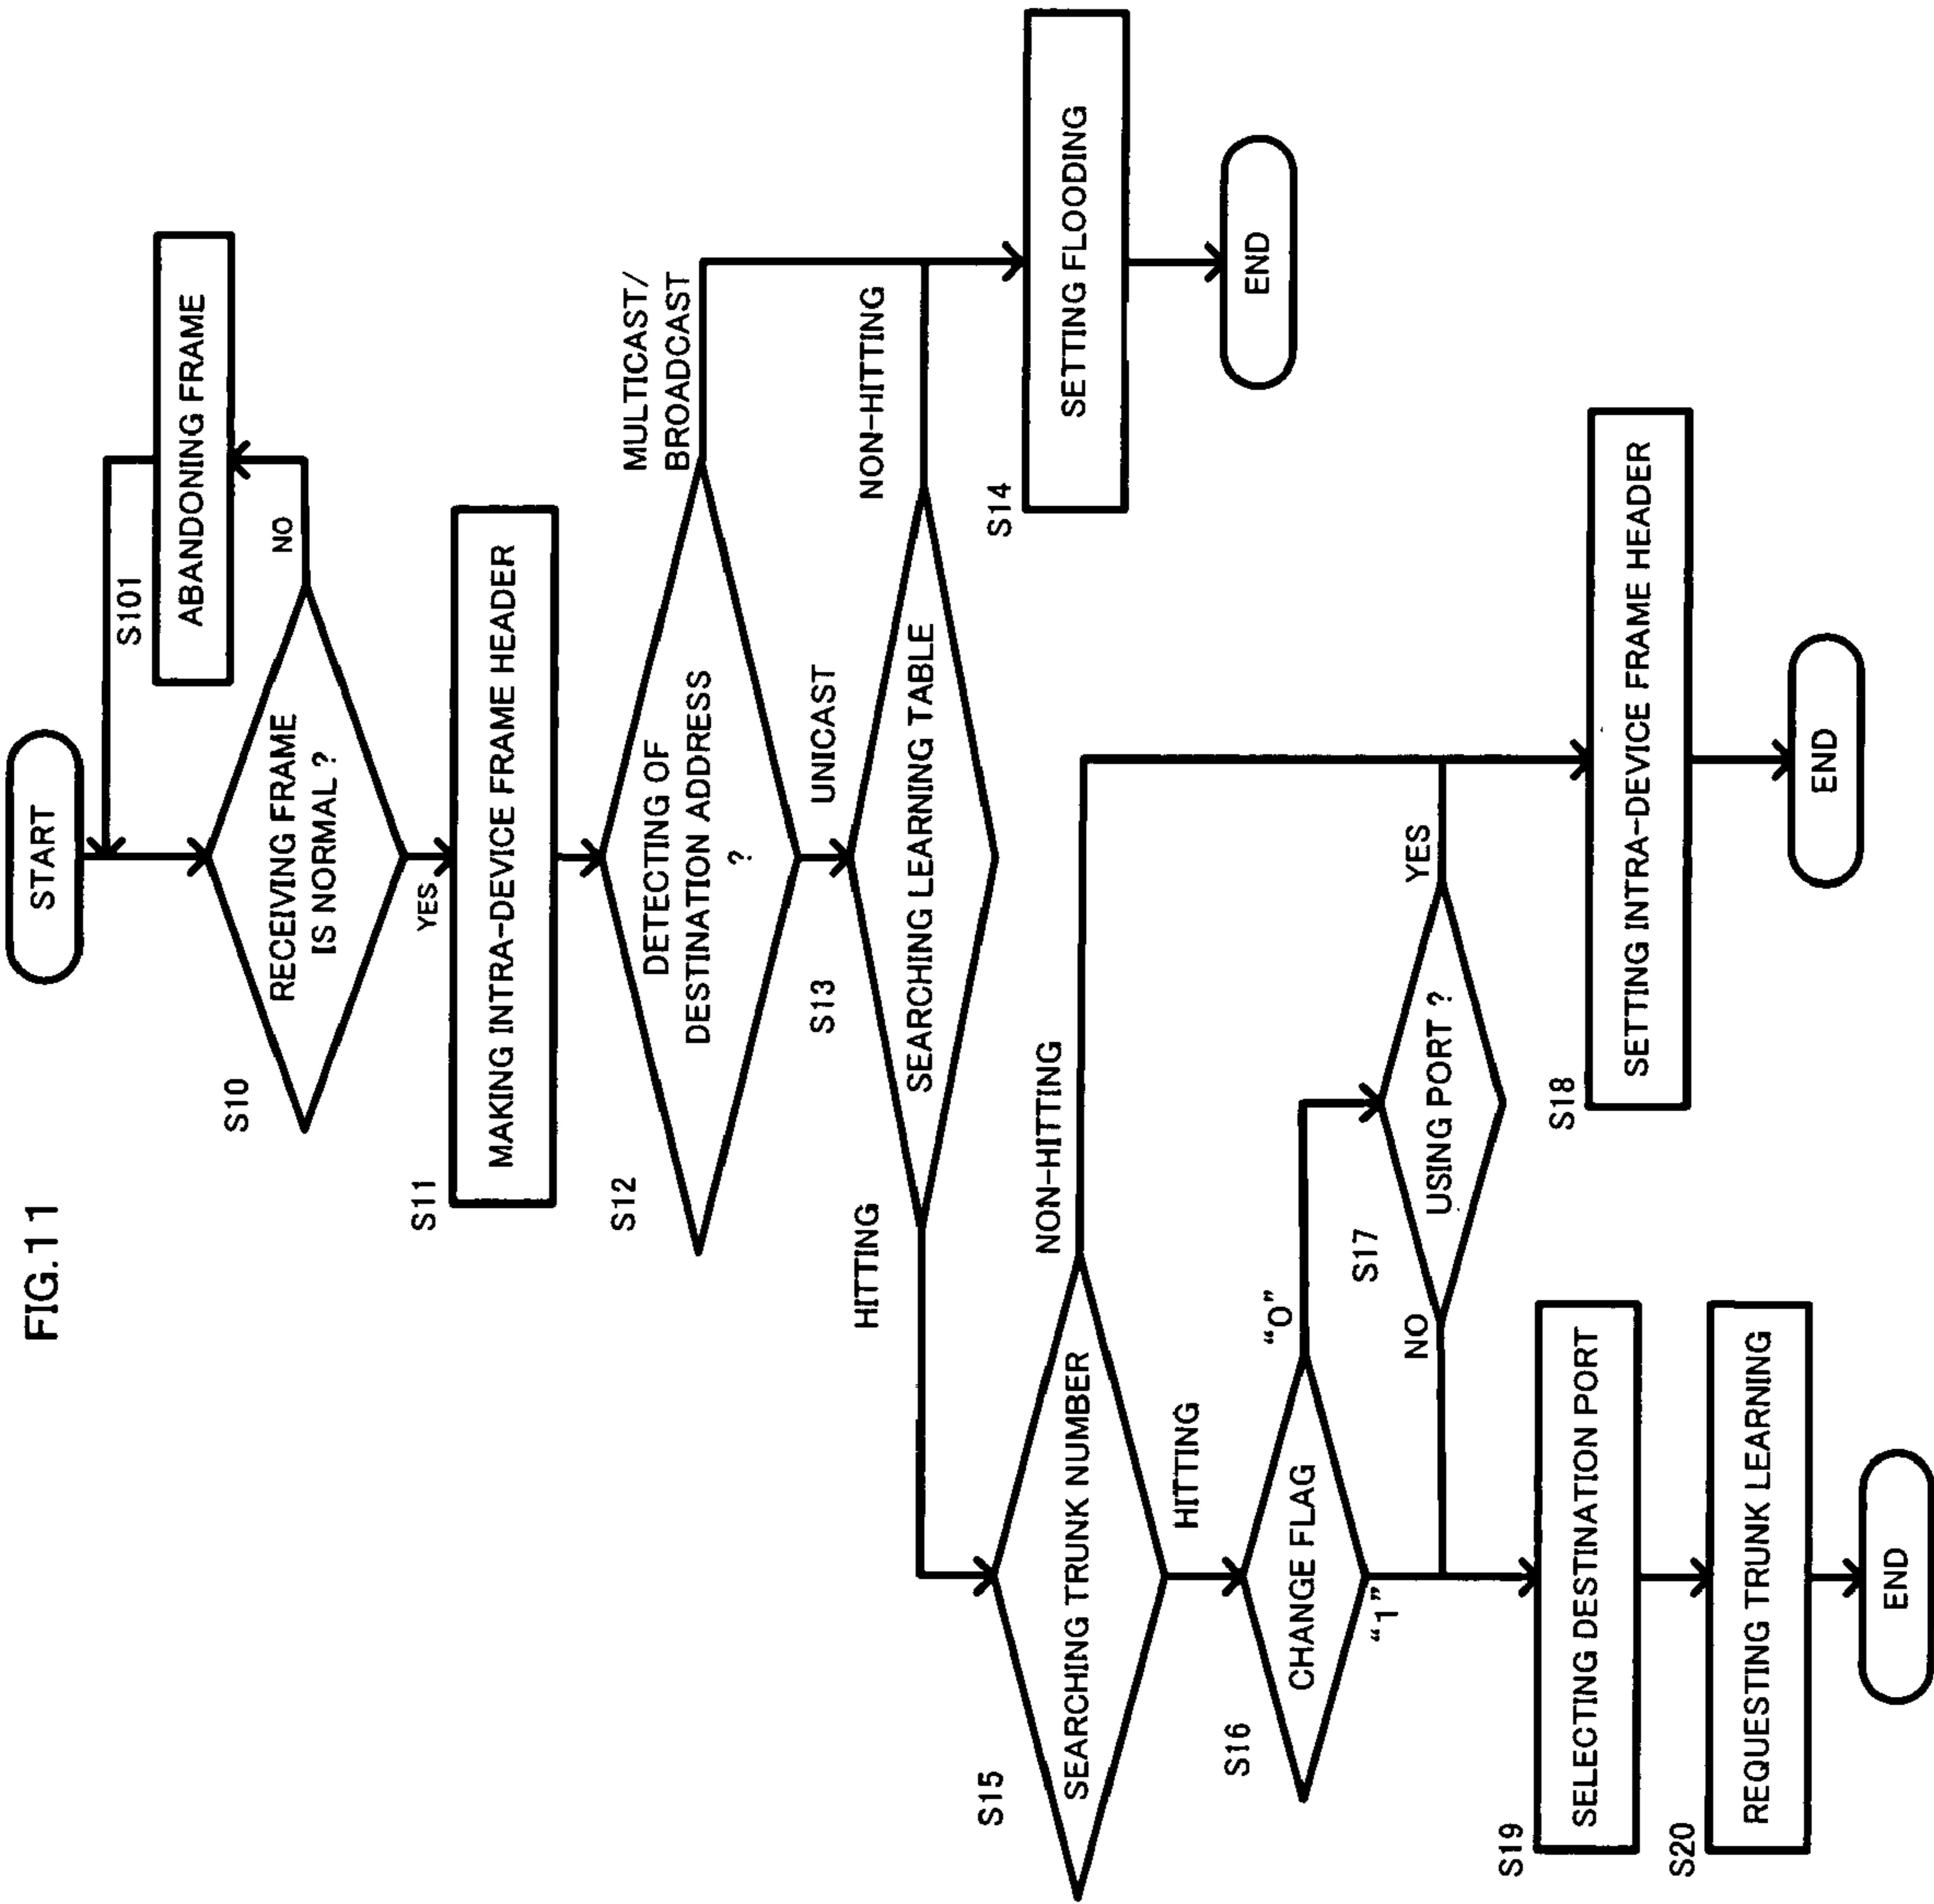 FIG.11
START
S101
ABANDONING FRAME
S10
RECEIVING FRAME
IS NORMAL ?
NO
YES
S11
MAKING INTRA-DEVICE FRAME HEADER
S12
DETECTING OF
DESTINATION ADDRESS
?
MULTICAST/
BROADCAST
UNICAST
S13
SEARCHING LEARNING TABLE
HITTING
NON-HITTING
S14
SETTING FLOODING
END
S15
SEARCHING TRUNK NUMBER
NON-HITTING
HITTING
S16
CHANGE FLAG
“0”
“1”
S17
USING PORT ?
NO
YES
S18
SETTING INTRA-DEVICE FRAME HEADER
END
S19
SELECTING DESTINATION PORT
S20
REQUESTING TRUNK LEARNING
END